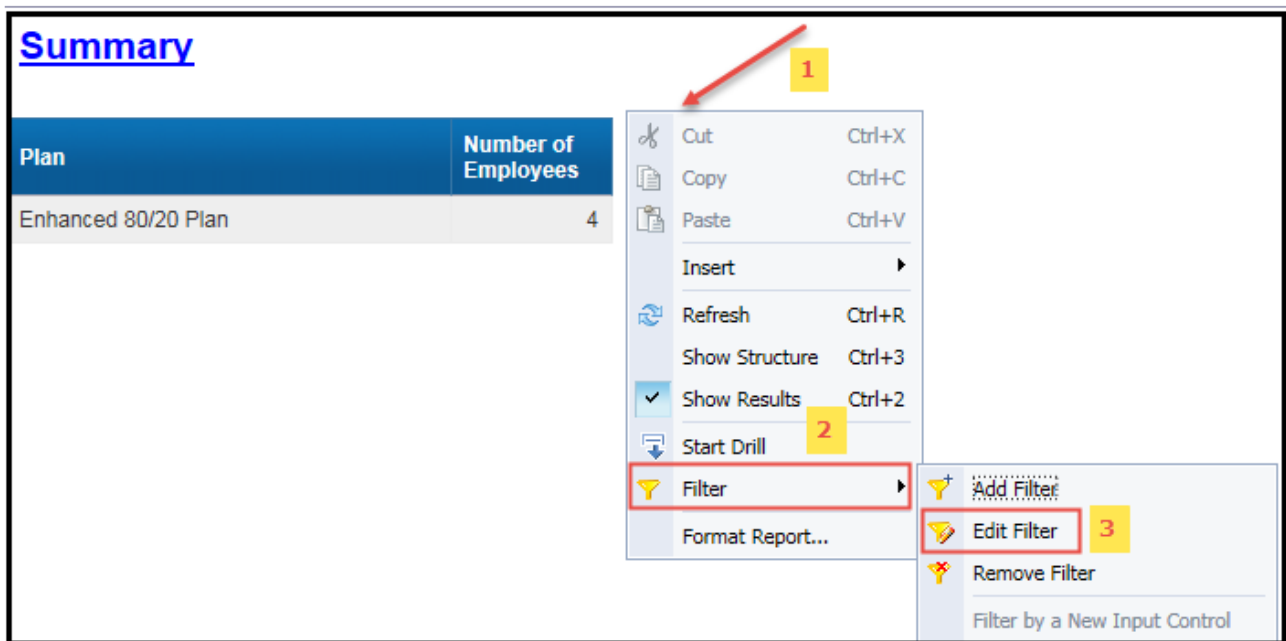 Summary
1
Plan
Number of
Employees
Enhanced 80/20 Plan 4
Cut Ctrl+X
Copy Ctrl+C
Paste Ctrl+V
Insert
Refresh Ctrl+R
Show Structure Ctrl+3
Show Results Ctrl+2
2
Start Drill
Filter
Format Report...
Add Filter
Edit Filter 3
Remove Filter
Filter by a New Input Control